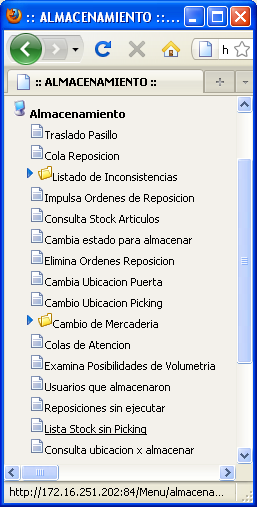 :: ALMACENAMIENTO ::...
h
:: ALMACENAMIENTO ::
Almacenamiento
Traslado Pasillo
Cola Reposicion
Listado de Inconsistencias
Impulsa Ordenes de Reposicion
Consulta Stock Articulos
Cambia estado para almacenar
Elimina Ordenes Reposicion
Cambia Ubicacion Puerta
Cambio Ubicacion Picking
Cambio de Mercaderia
Colas de Atencion
Examina Posibilidades de Volumetria
Usuarios que almacenaron
Reposiciones sin ejecutar
Lista Stock sin Picking
Consulta ubicacion x almacenar
http://172.16.251.202:84/Menu/almacena...